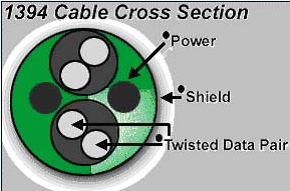 1394 Cable Cross Section
Power
Shield
Twisted Data Pair